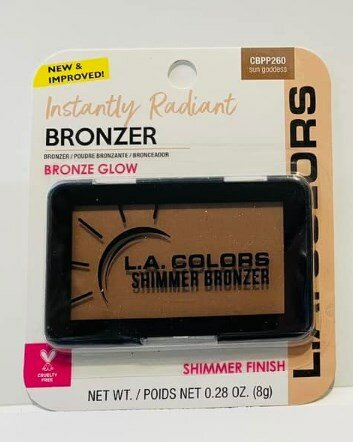 NEW &
IMPROVED!
CBPP260
sun goddess
Instantly Radiant
BRONZER
BRONZER / POUDRE BRONZANTE / BRONCEADOR
BRONZE GLOW
L.A. COLORS
SHIMMER BRONZER
L.A. COLORS
CRUELTY
FREE
SHIMMER FINISH
NET WT. / POIDS NET 0.28 OZ. (8g)